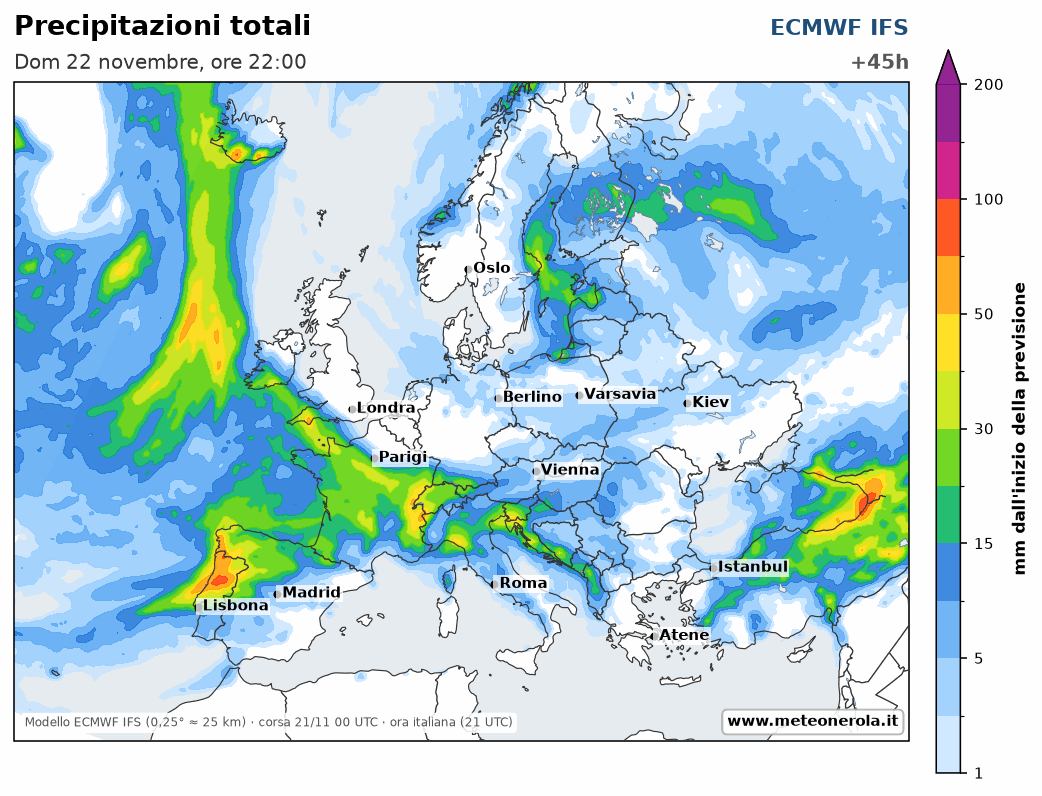 Precipitazioni totali
ECMWF IFS
Dom 22 novembre, ore 22:00
+45h
200
100
50
30
15
5
1
mm dall'inizio della previsione
Oslo
Londra
Berlino
Varsavia
Kiev
Parigi
Vienna
Istanbul
Roma
Madrid
Lisbona
Atene
Modello ECMWF IFS (0,25° ≈ 25 km) · corsa 21/11 00 UTC · ora italiana (21 UTC)
www.meteonerola.it